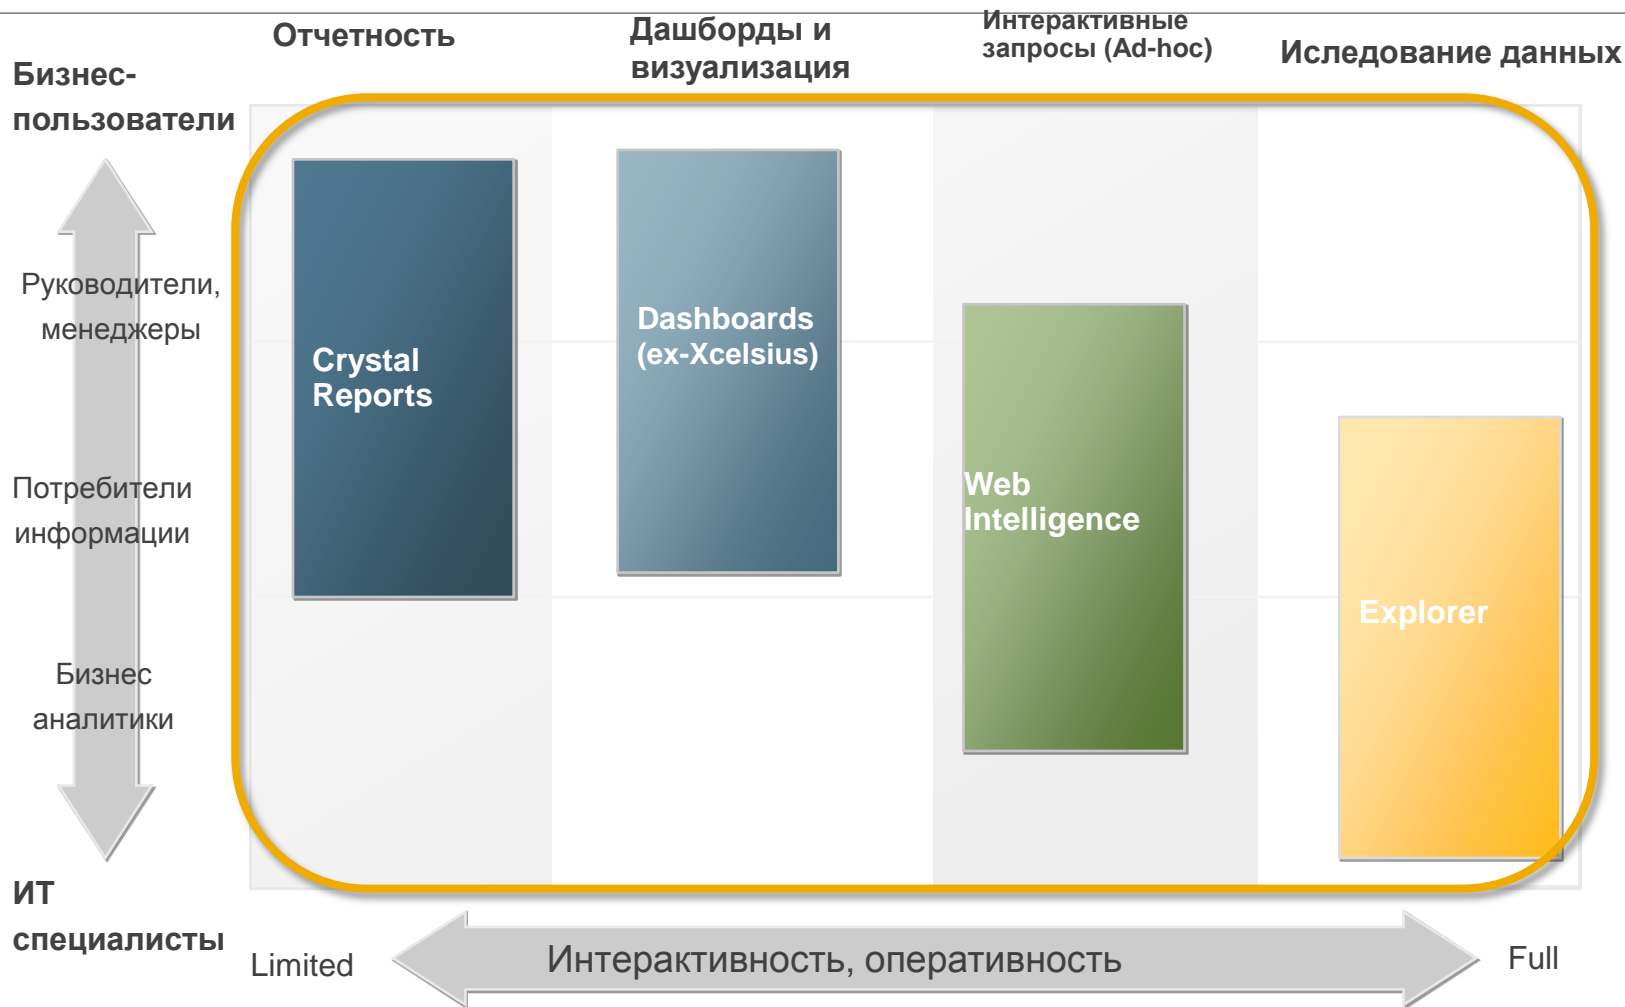 Отчетность
Дашборды и
визуализация
Интерактивные
запросы (Ad-hoc)
Иследование данных
Бизнес-
пользователи
Руководители,
менеджеры
Потребители
информации
Бизнес
аналитики
ИТ
специалисты
Crystal
Reports
Dashboards
(ex-Xcelsius)
Web
Intelligence
Explorer
Limited
Интерактивность, оперативность
Full